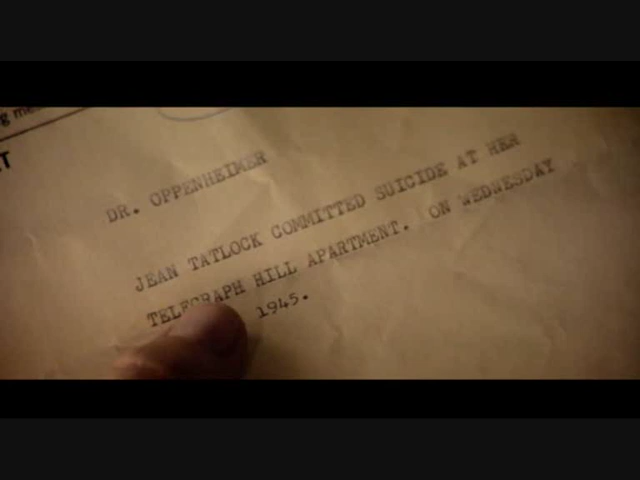 DR. OPPENHEIMER
JEAN TATLOCK COMMITTED SUICIDE AT HER
TELEGRAPH HILL APARTMENT. ON WEDNESDAY
1945.